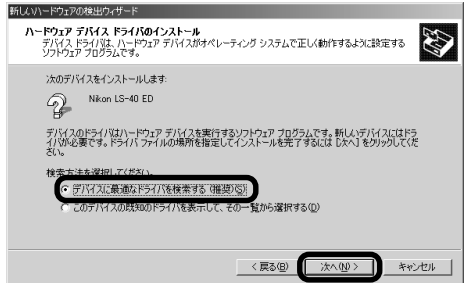 新しいハードウェアの検出ウィザード
ハードウェア デバイス ドライバのインストール
デバイス ドライバは、ハードウェア デバイスがオペレーティング システムで正しく動作するように設定する
ソフトウェア プログラムです。
次のデバイスをインストールします:
Nikon LS-40 ED
デバイスのドライバはハードウェア デバイスを実行するソフトウェア プログラムです。新しいデバイスにはドラ
イバが必要です。ドライバ ファイルの場所を指定してインストールを完了するには [次へ] をクリックしてくだ
さい。
検索方法を選択してください。
デバイスに最適なドライバを検索する (推奨)(S)
このデバイスの既知のドライバを表示して、その一覧から選択する(D)
< 戻る(B)
次へ(N) >
キャンセル